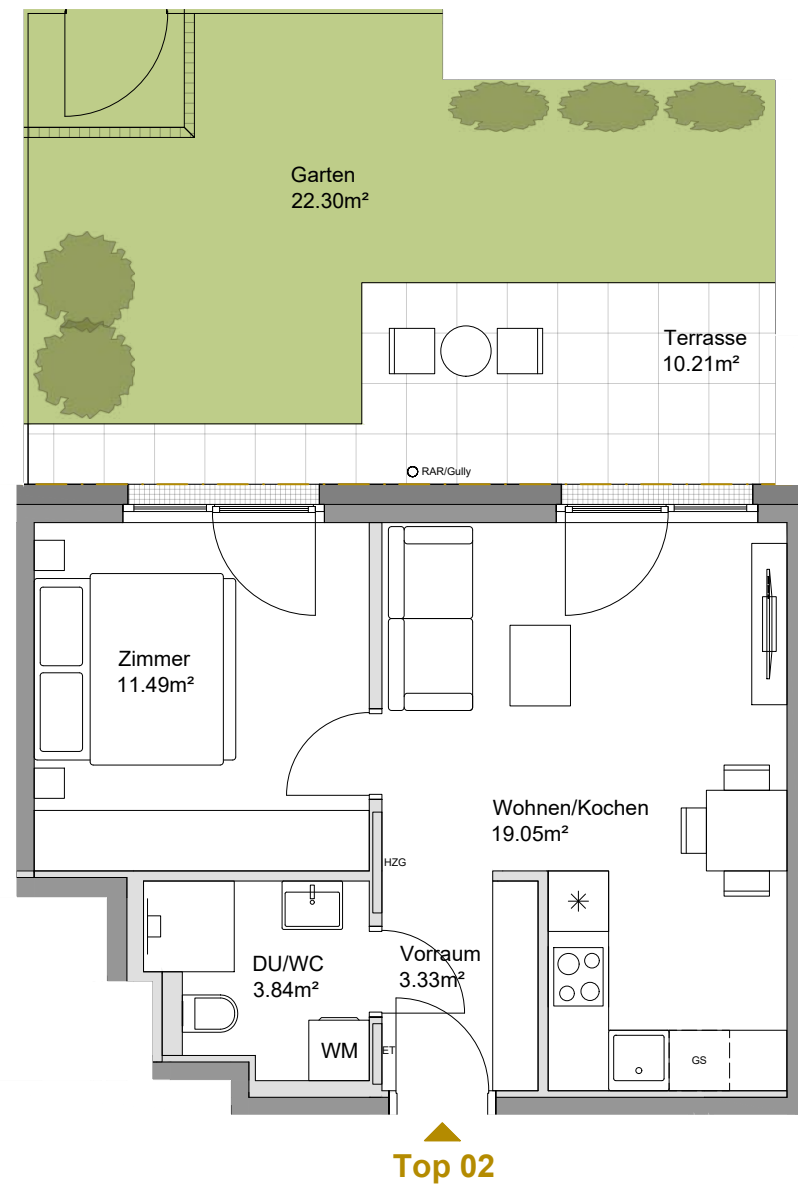 Garten
22.30m²
Terrasse
10.21m²
RAR/Gully
Zimmer
11.49m²
Wohnen/Kochen
19.05m²
HZG
Vorraum
3.33m²
DU/WC
3.84m²
WM
ET
GS
Top 02